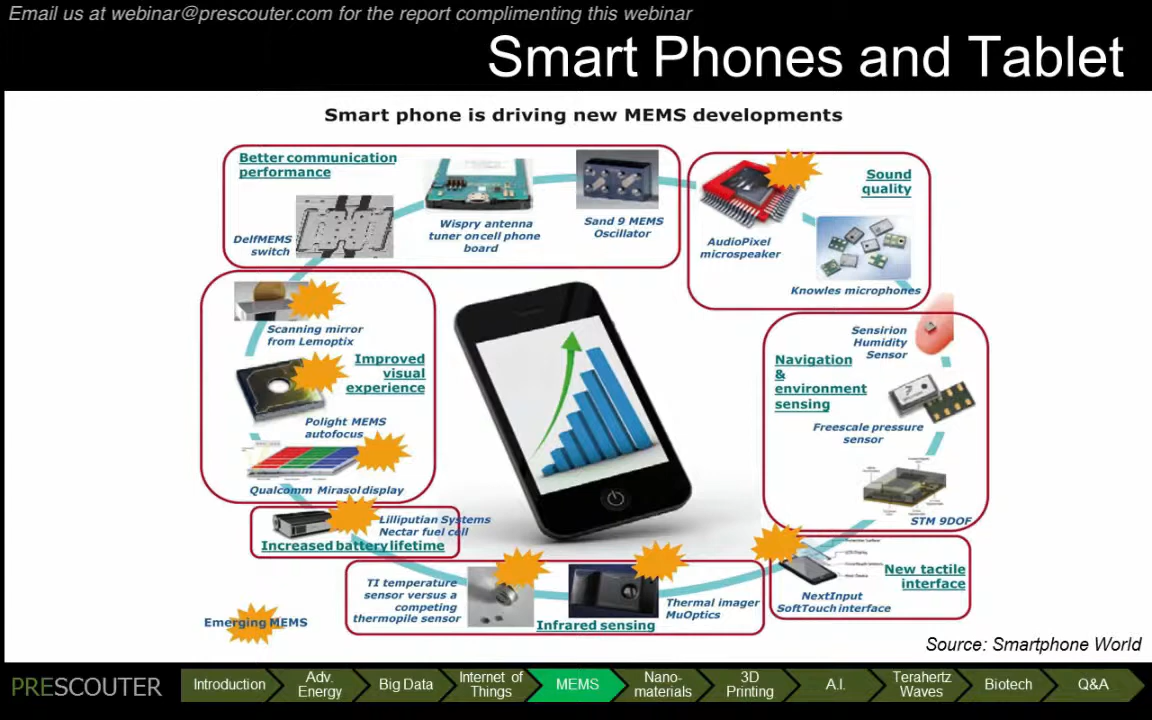 Email us at webinar@prescouter.com for the report complimenting this webinar
Smart Phones and Tablet
Smart phone is driving new MEMS developments
Better communication
performance
DelfMEMS
switch
Wispry antenna
tuner on cell phone
board
Sand 9 MEMS
Oscillator
Sound
quality
AudioPixel
microspeaker
Knowles microphones
Scanning mirror
from Lemoptix
Improved
visual
experience
Polight MEMS
autofocus
Qualcomm Mirasol display
Sensirion
Humidity
Sensor
Navigation
&
environment
sensing
Freescale pressure
sensor
STM 9DOF
Lilliputian Systems
Nectar fuel cell
Increased battery lifetime
TI temperature
sensor versus a
competing
thermopile sensor
Thermal imager
MuOptics
Infrared sensing
New tactile
interface
NextInput
SoftTouch interface
Emerging MEMS
Source: Smartphone World
PRESCOUTER
Introduction
Adv.
Energy
Big Data
Internet of
Things
MEMS
Nano-
materials
3D
Printing
A.I.
Terahertz
Waves
Biotech
Q&A